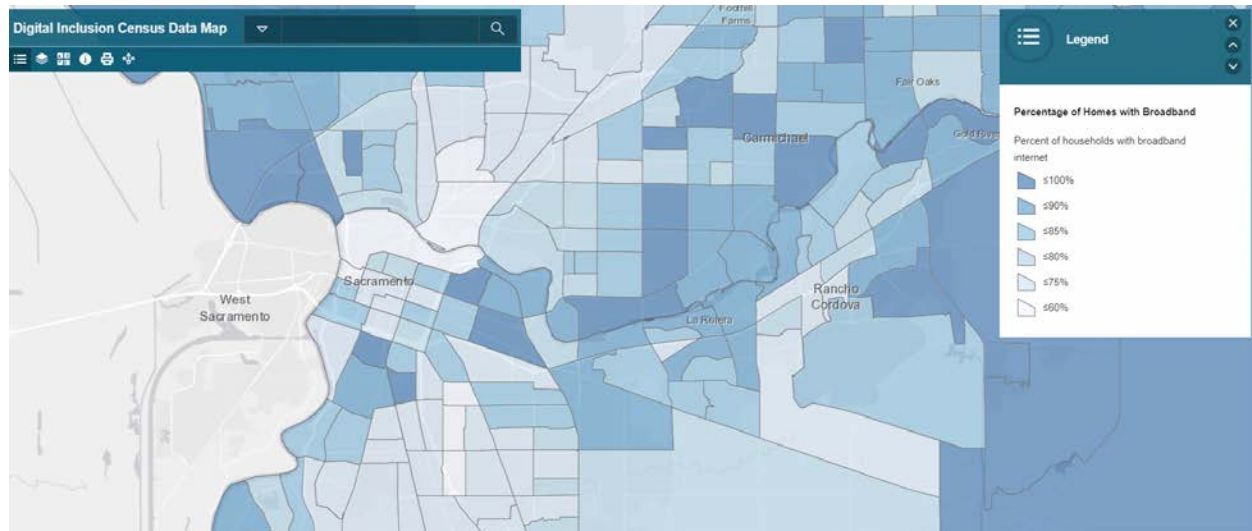 Digital Inclusion Census Data Map
Legend
Percentage of Homes with Broadband
Percent of households with broadband
internet
≤100%
≤90%
≤85%
≤80%
≤75%
≤60%
Foothill
Farms
Fair Oaks
Carmichael
Gold River
Sacramento
West
Sacramento
Rancho
Cordova
La Riviera